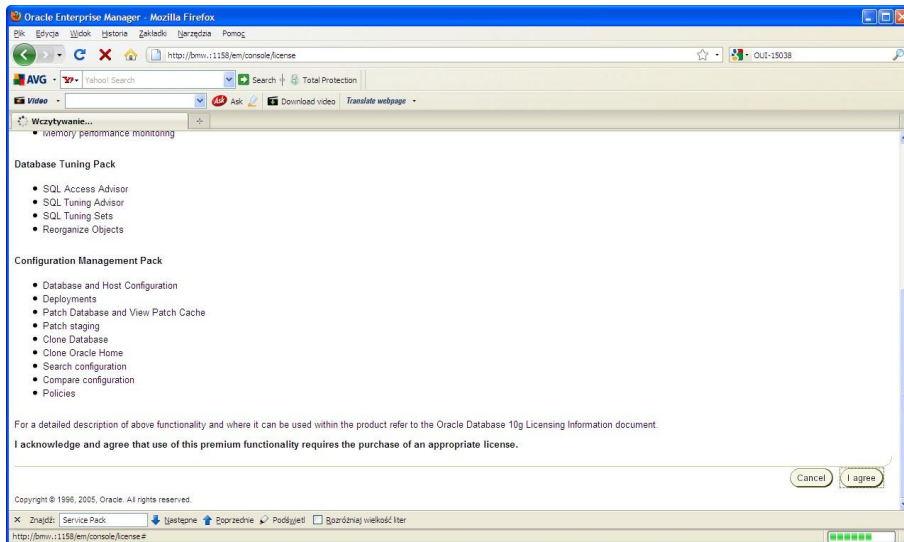 Oracle Enterprise Manager - Mozilla Firefox
Plik Edycja Widok Historia Zakładki Narzędzia Pomoc
http://bmw.:1158/em/console/license OUI-15038
AVG Yahoo! Search Search Total Protection
Video Ask Download video Translate webpage
Wczytywanie...
Memory performance monitoring
Database Tuning Pack
SQL Access Advisor
SQL Tuning Advisor
SQL Tuning Sets
Reorganize Objects
Configuration Management Pack
Database and Host Configuration
Deployments
Patch Database and View Patch Cache
Patch staging
Clone Database
Clone Oracle Home
Search configuration
Compare configuration
Policies
For a detailed description of above functionality and where it can be used within the product refer to the Oracle Database 10g Licensing Information document.
I acknowledge and agree that use of this premium functionality requires the purchase of an appropriate license.
Cancel I agree
Copyright © 1996, 2005, Oracle. All rights reserved.
Znajdź: Service Pack Następne Poprzednie Podświetl Rozróżniaj wielkość liter
http://bmw.:1158/em/console/license#